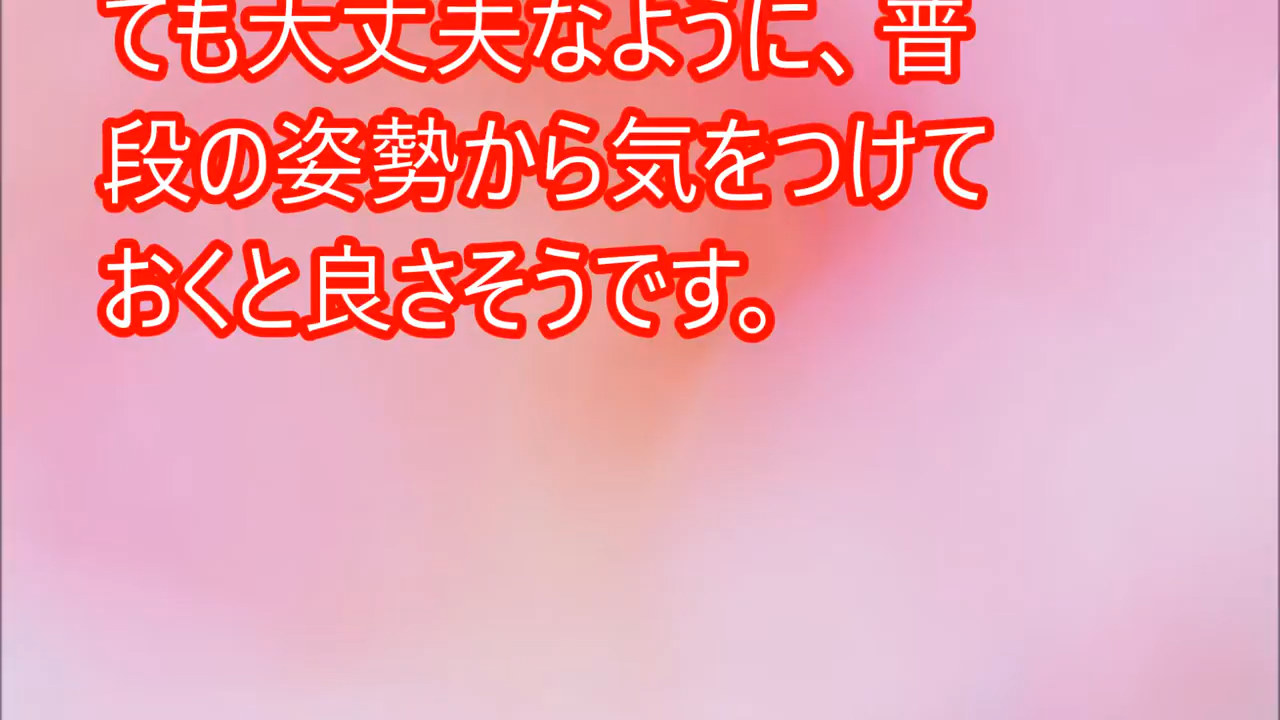 ても大丈夫なように、普
段の姿勢から気をつけて
おくと良さそうです。